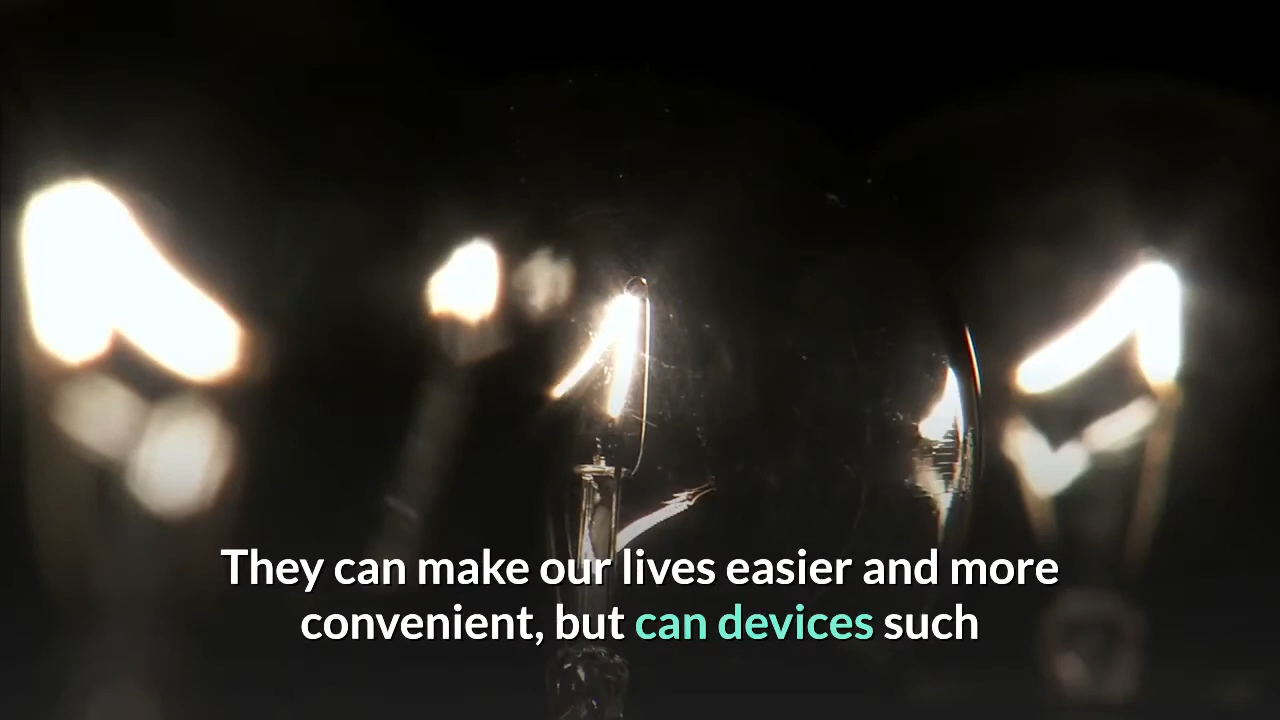 They can make our lives easier and more
convenient, but can devices such